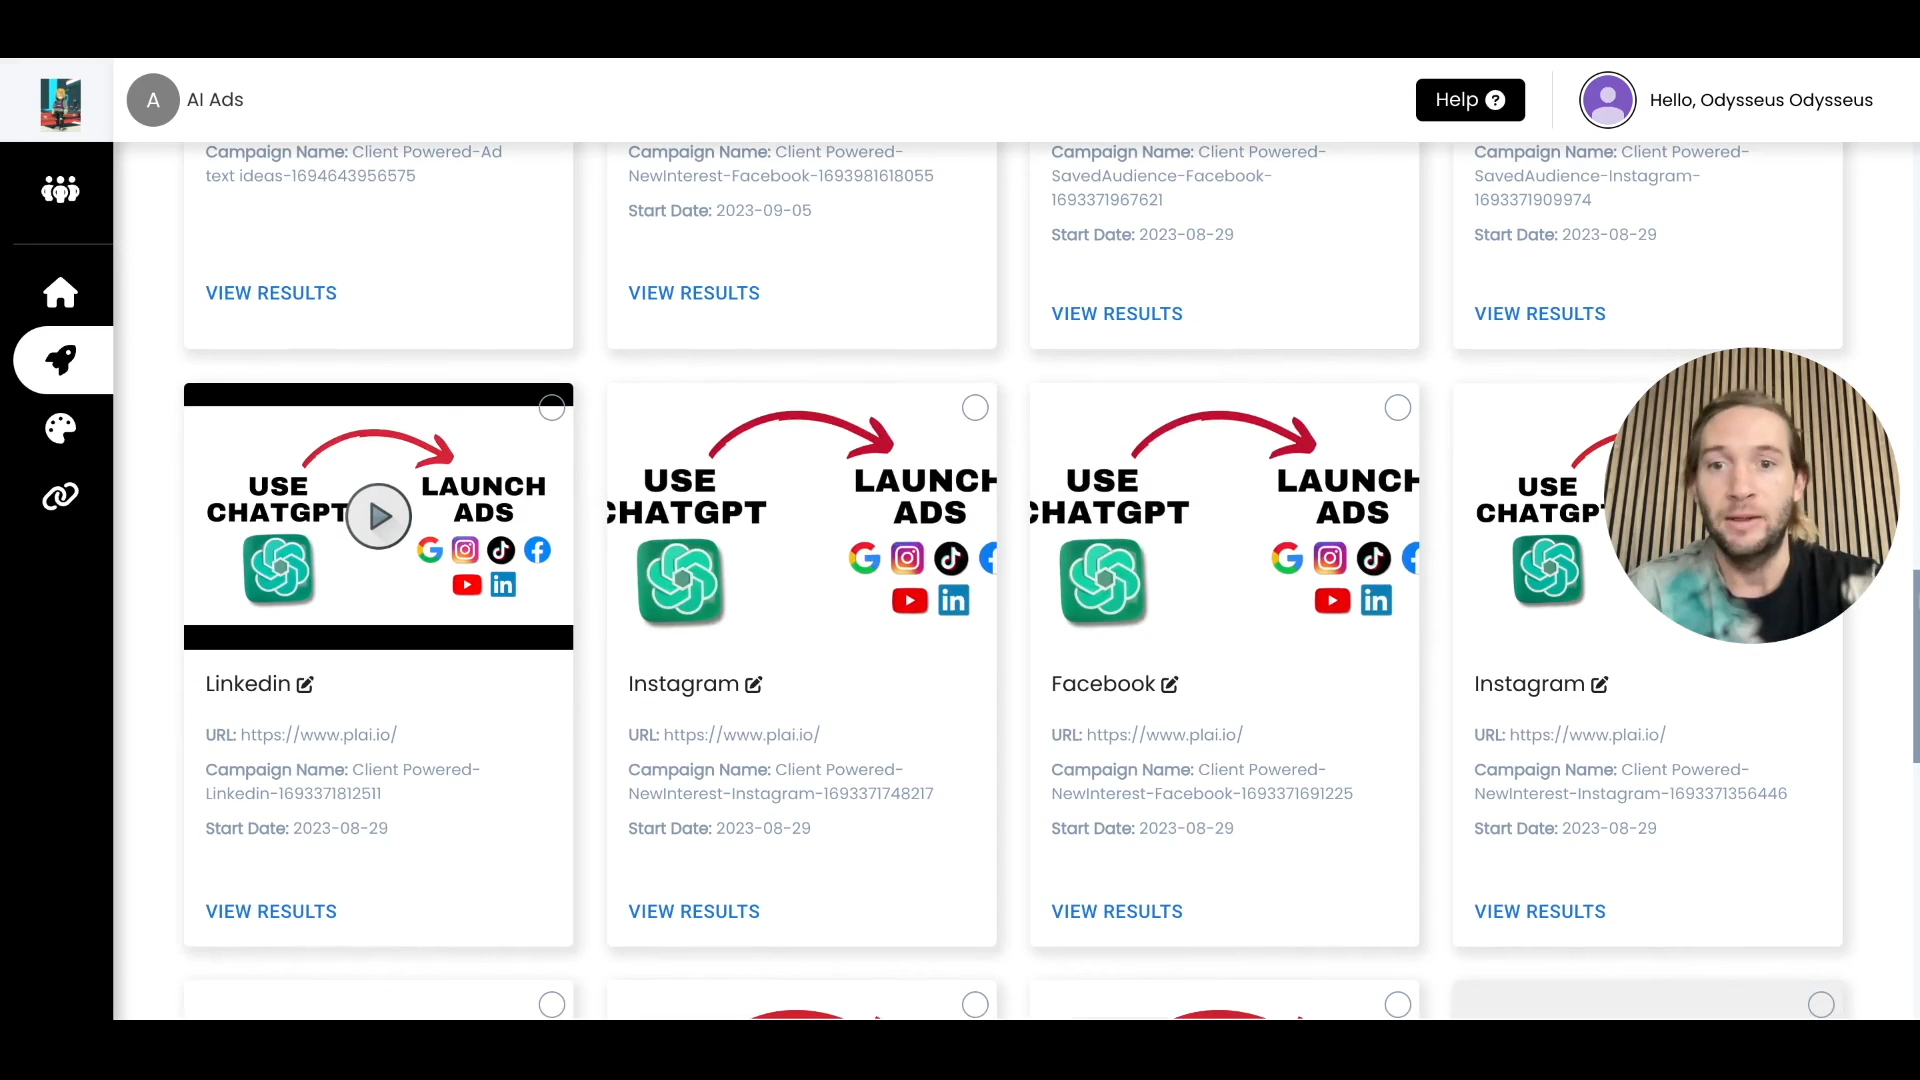 A AI Ads
Help ?
Hello, Odysseus Odysseus
Campaign Name: Client Powered-Ad
text ideas-1694643956575
VIEW RESULTS
Campaign Name: Client Powered-
NewInterest-Facebook-1693981618055
Start Date: 2023-09-05
VIEW RESULTS
Campaign Name: Client Powered-
SavedAudience-Facebook-
1693371967621
Start Date: 2023-08-29
VIEW RESULTS
Campaign Name: Client Powered-
SavedAudience-Instagram-
1693371909974
Start Date: 2023-08-29
VIEW RESULTS
USE
CHATGPT
LAUNCH
ADS
Linkedin
URL: https://www.plai.io/
Campaign Name: Client Powered-
Linkedin-1693371812511
Start Date: 2023-08-29
VIEW RESULTS
USE
CHATGPT
LAUNCH
ADS
Instagram
URL: https://www.plai.io/
Campaign Name: Client Powered-
NewInterest-Instagram-1693371748217
Start Date: 2023-08-29
VIEW RESULTS
USE
CHATGPT
LAUNCH
ADS
Facebook
URL: https://www.plai.io/
Campaign Name: Client Powered-
NewInterest-Facebook-1693371691225
Start Date: 2023-08-29
VIEW RESULTS
USE
CHATGPT
Instagram
URL: https://www.plai.io/
Campaign Name: Client Powered-
NewInterest-Instagram-1693371356446
Start Date: 2023-08-29
VIEW RESULTS